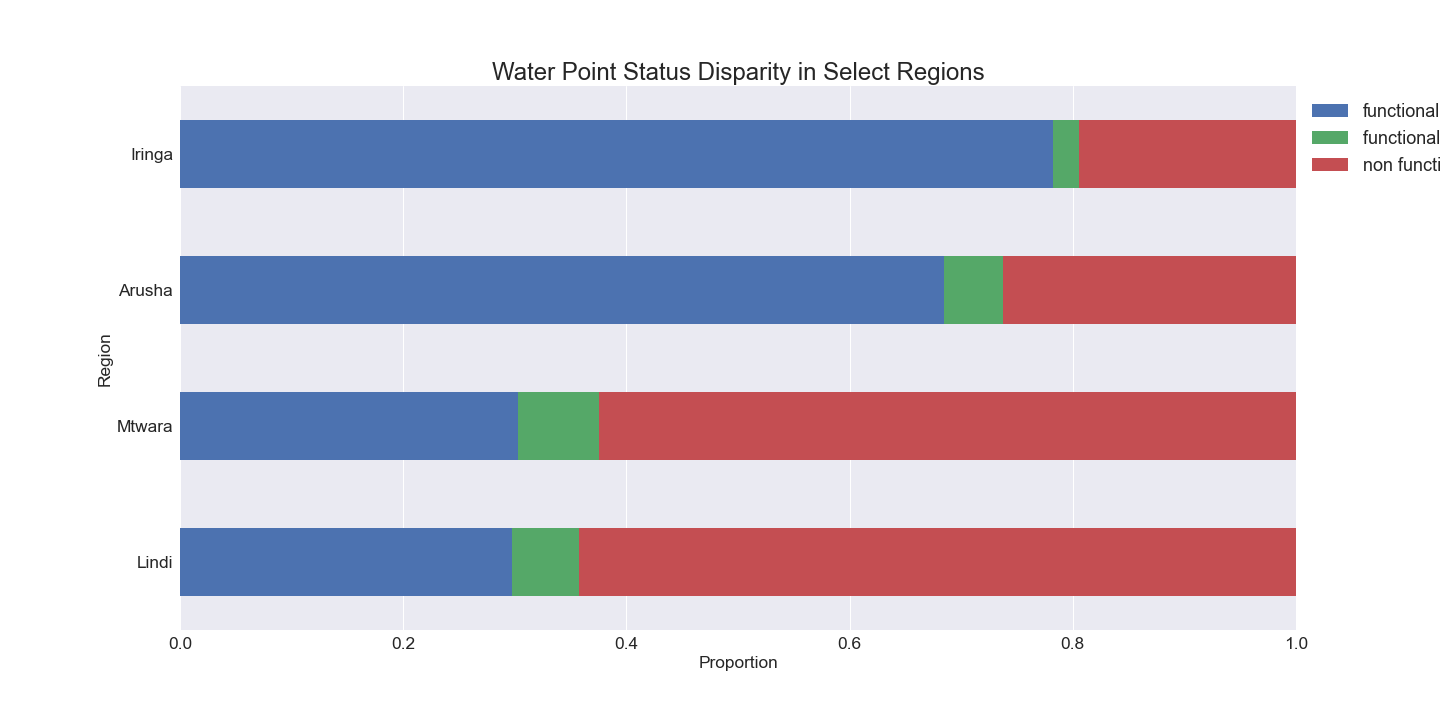 Water Point Status Disparity in Select Regions
functional
functional
non functi
Iringa
Arusha
Mtwara
Lindi
Region
0.0 0.2 0.4 0.6 0.8 1.0
Proportion